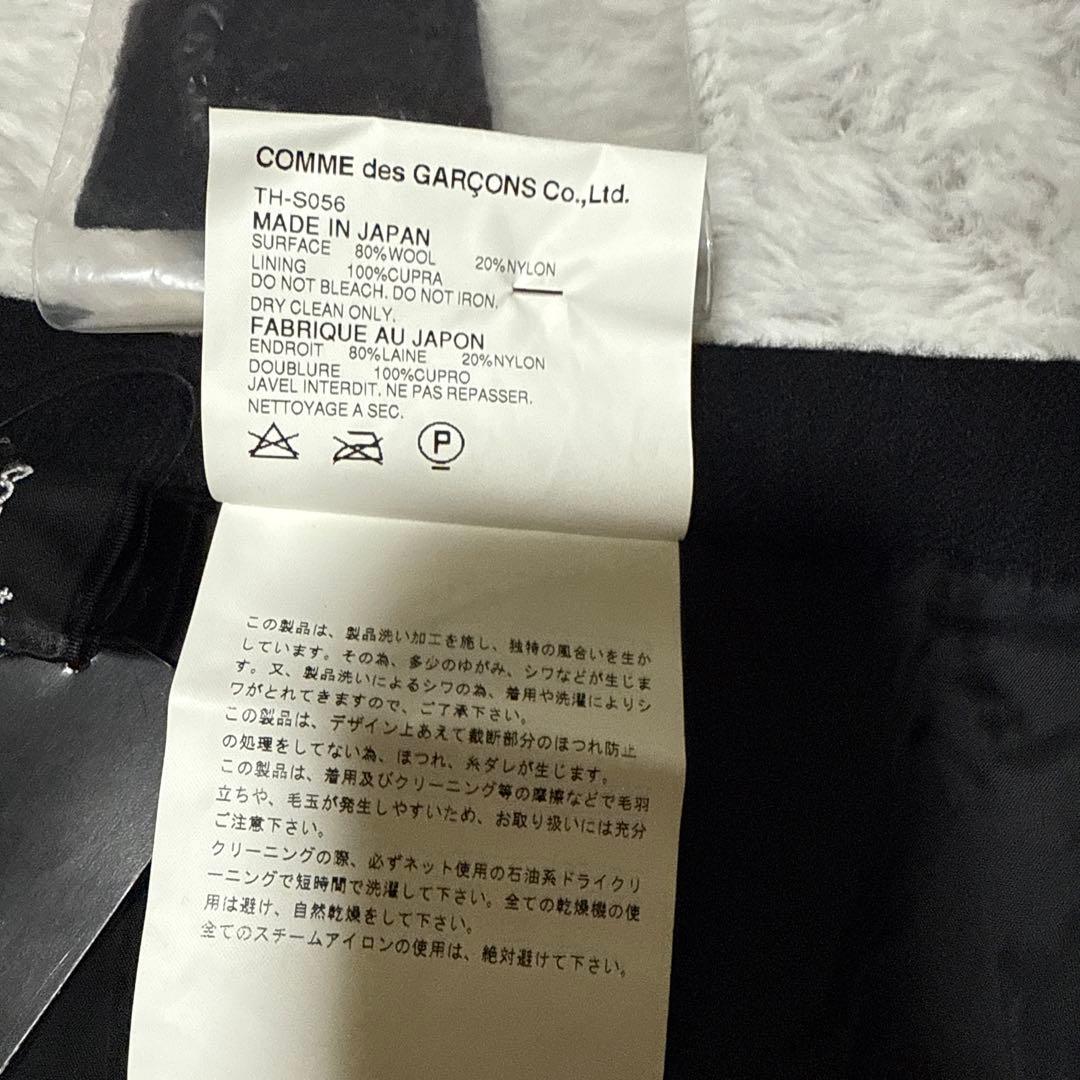 COMME des GARÇONS Co.,Ltd.
TH-S056
MADE IN JAPAN
SURFACE 80%WOOL 20%NYLON
LINING 100%CUPRA
DO NOT BLEACH. DO NOT IRON.
DRY CLEAN ONLY.
FABRIQUE AU JAPON
ENDROIT 80%LAINE 20%NYLON
DOUBLURE 100%CUPRO
JAVEL INTERDIT. NE PAS REPASSER.
NETTOYAGE A SEC.
P
この製品は、製品洗い加工を施し、独特の風合いを生か
しています。その為、多少のゆがみ、シワなどが生じま
す。又、製品洗いによるシワの為、着用や洗濯によりシ
ワがとれてきますので、ご了承下さい。
この製品は、デザイン上あえて裁断部分のほつれ防止
の処理をしてない為、ほつれ、糸ダレが生じます。
この製品は、着用及びクリーニング等の摩擦などで毛羽
立ちや、毛玉が発生しやすいため、お取り扱いには充分
ご注意下さい。
クリーニングの際、必ずネット使用の石油系ドライクリ
ーニングで短時間で洗濯して下さい。全ての乾燥機の使
用は避け、自然乾燥をして下さい。
全てのスチームアイロンの使用は、絶対避けて下さい。